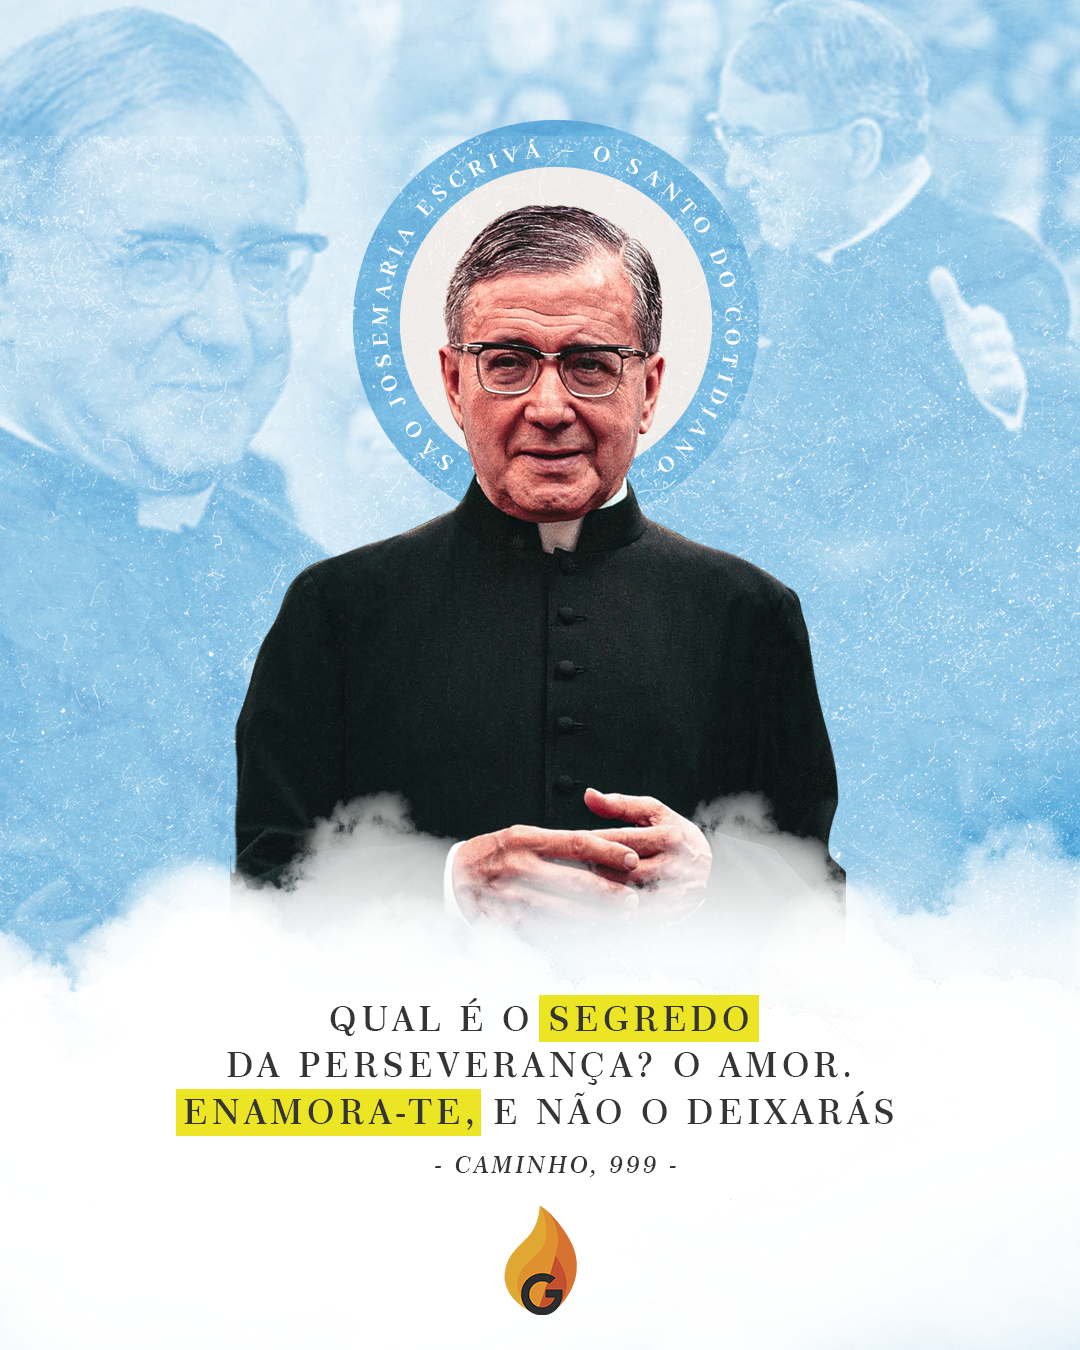 SÃO JOSEMARIA ESCRIVÁ – O SANTO DO COTIDIANO
QUAL É O SEGREDO
DA PERSEVERANÇA? O AMOR.
ENAMORA-TE, E NÃO O DEIXARÁS
- CAMINHO, 999 -
G